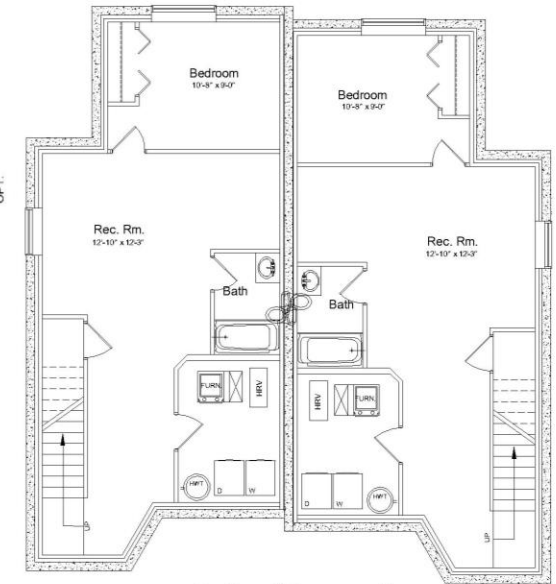 Bedroom
10'-8" x 9'-0"
Bedroom
10'-8" x 9'-0"
OPT.
Rec. Rm.
12'-10" x 12'-3"
Rec. Rm.
12'-10" x 12'-3"
Bath
Bath
FURN.
HRV
HRV
FURN.
HWT
D
W
D
W
HWT
UP